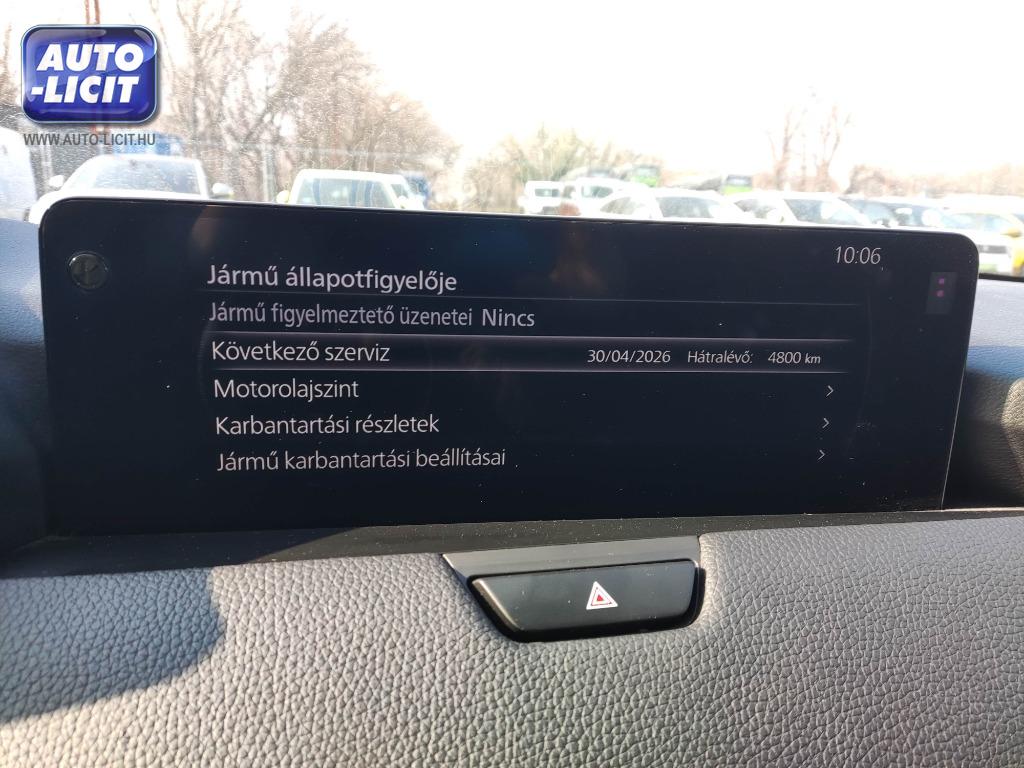 AUTO
-LICIT
WWW.AUTO-LICIT.HU
10:06
Jármű állapotfigyelője
Jármű figyelmeztető üzenetei Nincs
Következő szerviz 30/04/2026 Hátralévő: 4800 km
Motorolajszint
Karbantartási részletek
Jármű karbantartási beállításai